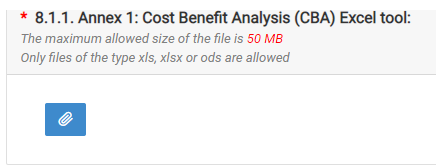 * 8.1.1. Annex 1: Cost Benefit Analysis (CBA) Excel tool:
The maximum allowed size of the file is 50 MB
Only files of the type xls, xlsx or ods are allowed